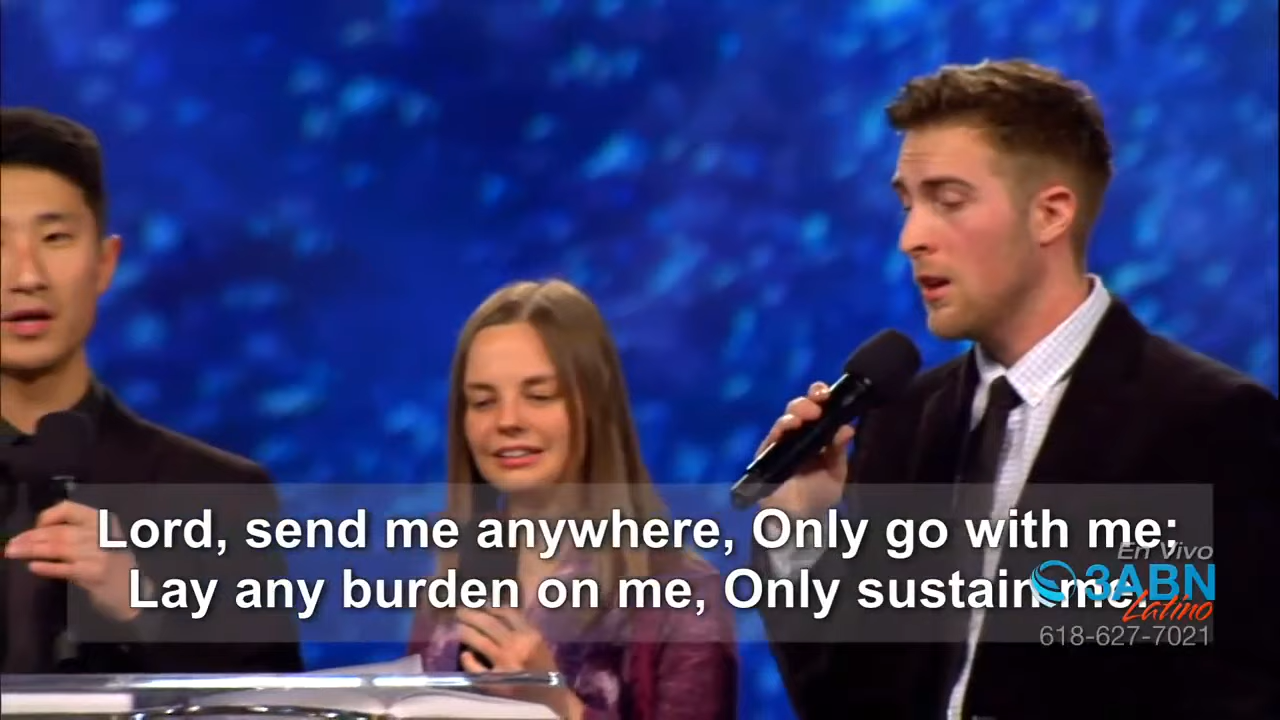 Lord, send me anywhere, Only go with me;
Lay any burden on me, Only sustain me.
En Vivo
3ABN
Latino
618-627-7021